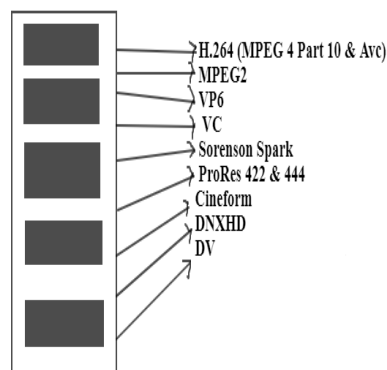 H.264 (MPEG 4 Part 10 & Avc)
MPEG2
VP6
VC
Sorenson Spark
ProRes 422 & 444
Cineform
DNXHD
DV